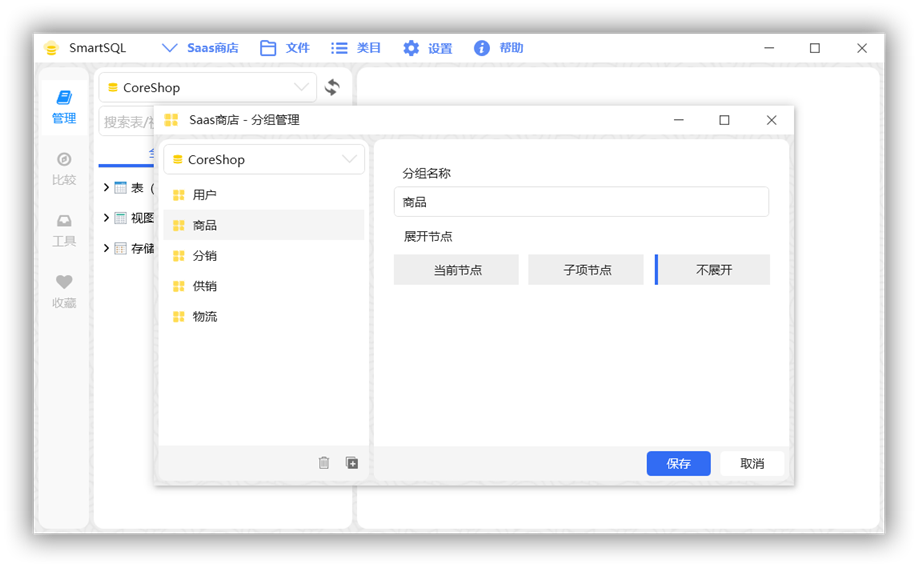 SmartSQL Saas商店 文件 类目 设置 帮助
管理
比较
工具
收藏
CoreShop
搜索表/
表（
视图
存储
Saas商店 - 分组管理
CoreShop
用户
商品
分销
供销
物流
分组名称
商品
展开节点
当前节点 子项节点 不展开
保存 取消